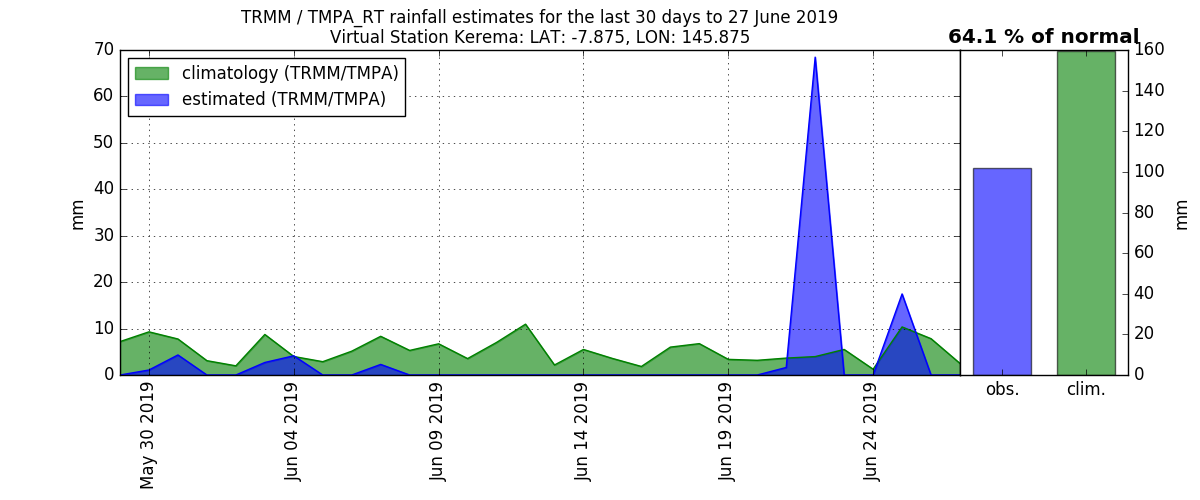 TRMM / TMPA_RT rainfall estimates for the last 30 days to 27 June 2019
Virtual Station Kerema: LAT: -7.875, LON: 145.875
64.1 % of normal
climatology (TRMM/TMPA)
estimated (TRMM/TMPA)
mm
70
60
50
40
30
20
10
0
May 30 2019
Jun 04 2019
Jun 09 2019
Jun 14 2019
Jun 19 2019
Jun 24 2019
obs.
clim.
160
140
120
100
80
60
40
20
0
mm